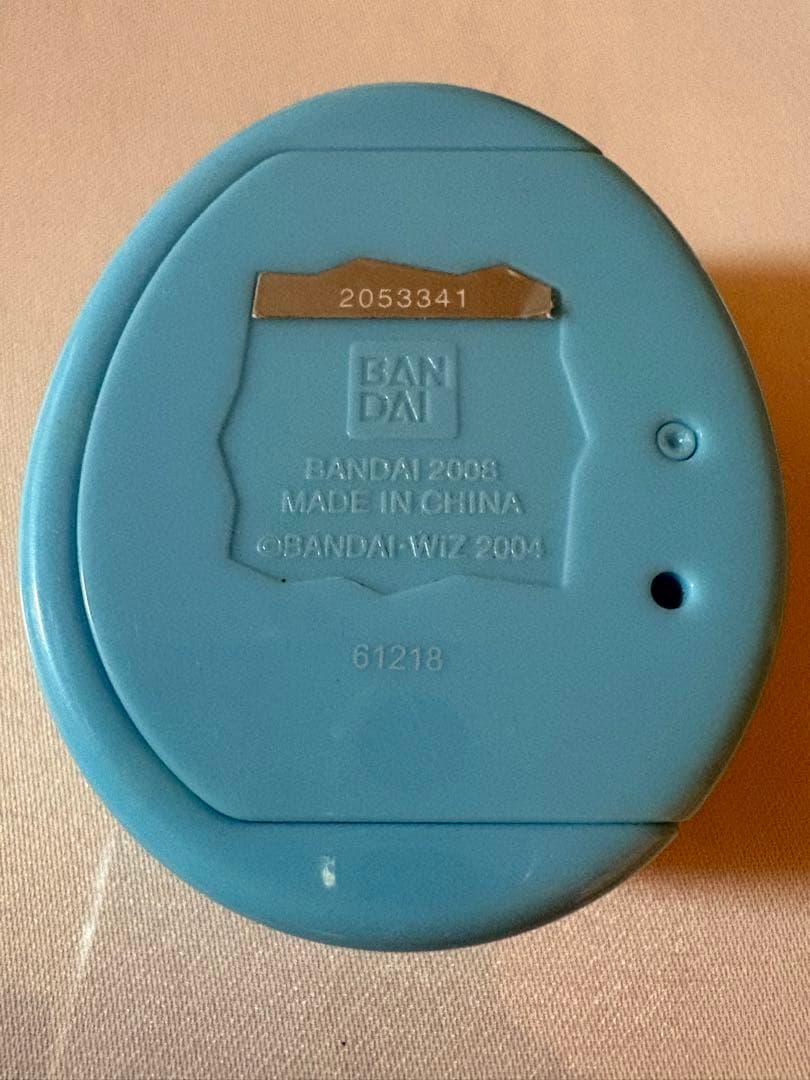 2053341
BAN
DAI
BANDAI 2008
MADE IN CHINA
©BANDAI·WiZ 2004
61218